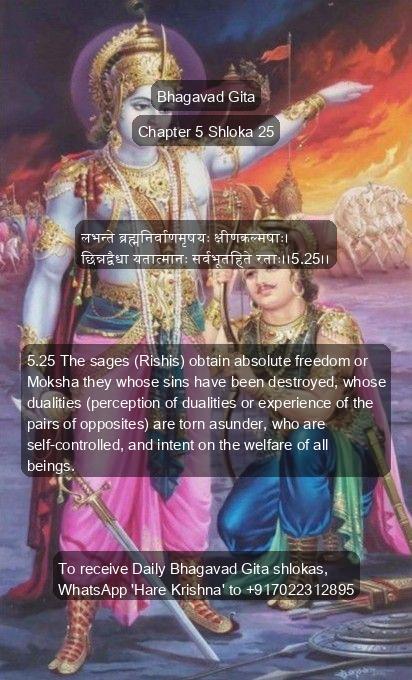 Bhagavad Gita
Chapter 5 Shloka 25
लभन्ते ब्रह्मनिर्वाणमृषयः क्षीणकल्मषाः।
छिन्नद्वैधा यतात्मानः सर्वभूतहिते रताः।।5.25।।
5.25 The sages (Rishis) obtain absolute freedom or
Moksha they whose sins have been destroyed, whose
dualities (perception of dualities or experience of the
pairs of opposites) are torn asunder, who are
self-controlled, and intent on the welfare of all
beings.
To receive Daily Bhagavad Gita shlokas,
WhatsApp 'Hare Krishna' to +917022312895